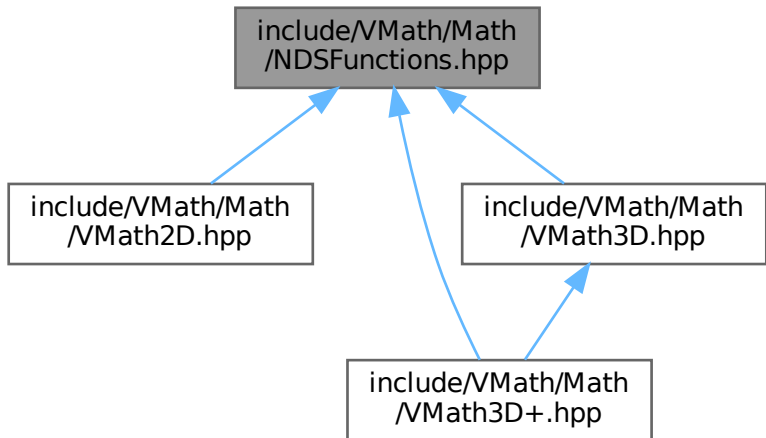 include/VMath/Math
/NDSFunctions.hpp
include/VMath/Math
/VMath2D.hpp
include/VMath/Math
/VMath3D.hpp
include/VMath/Math
/VMath3D+.hpp